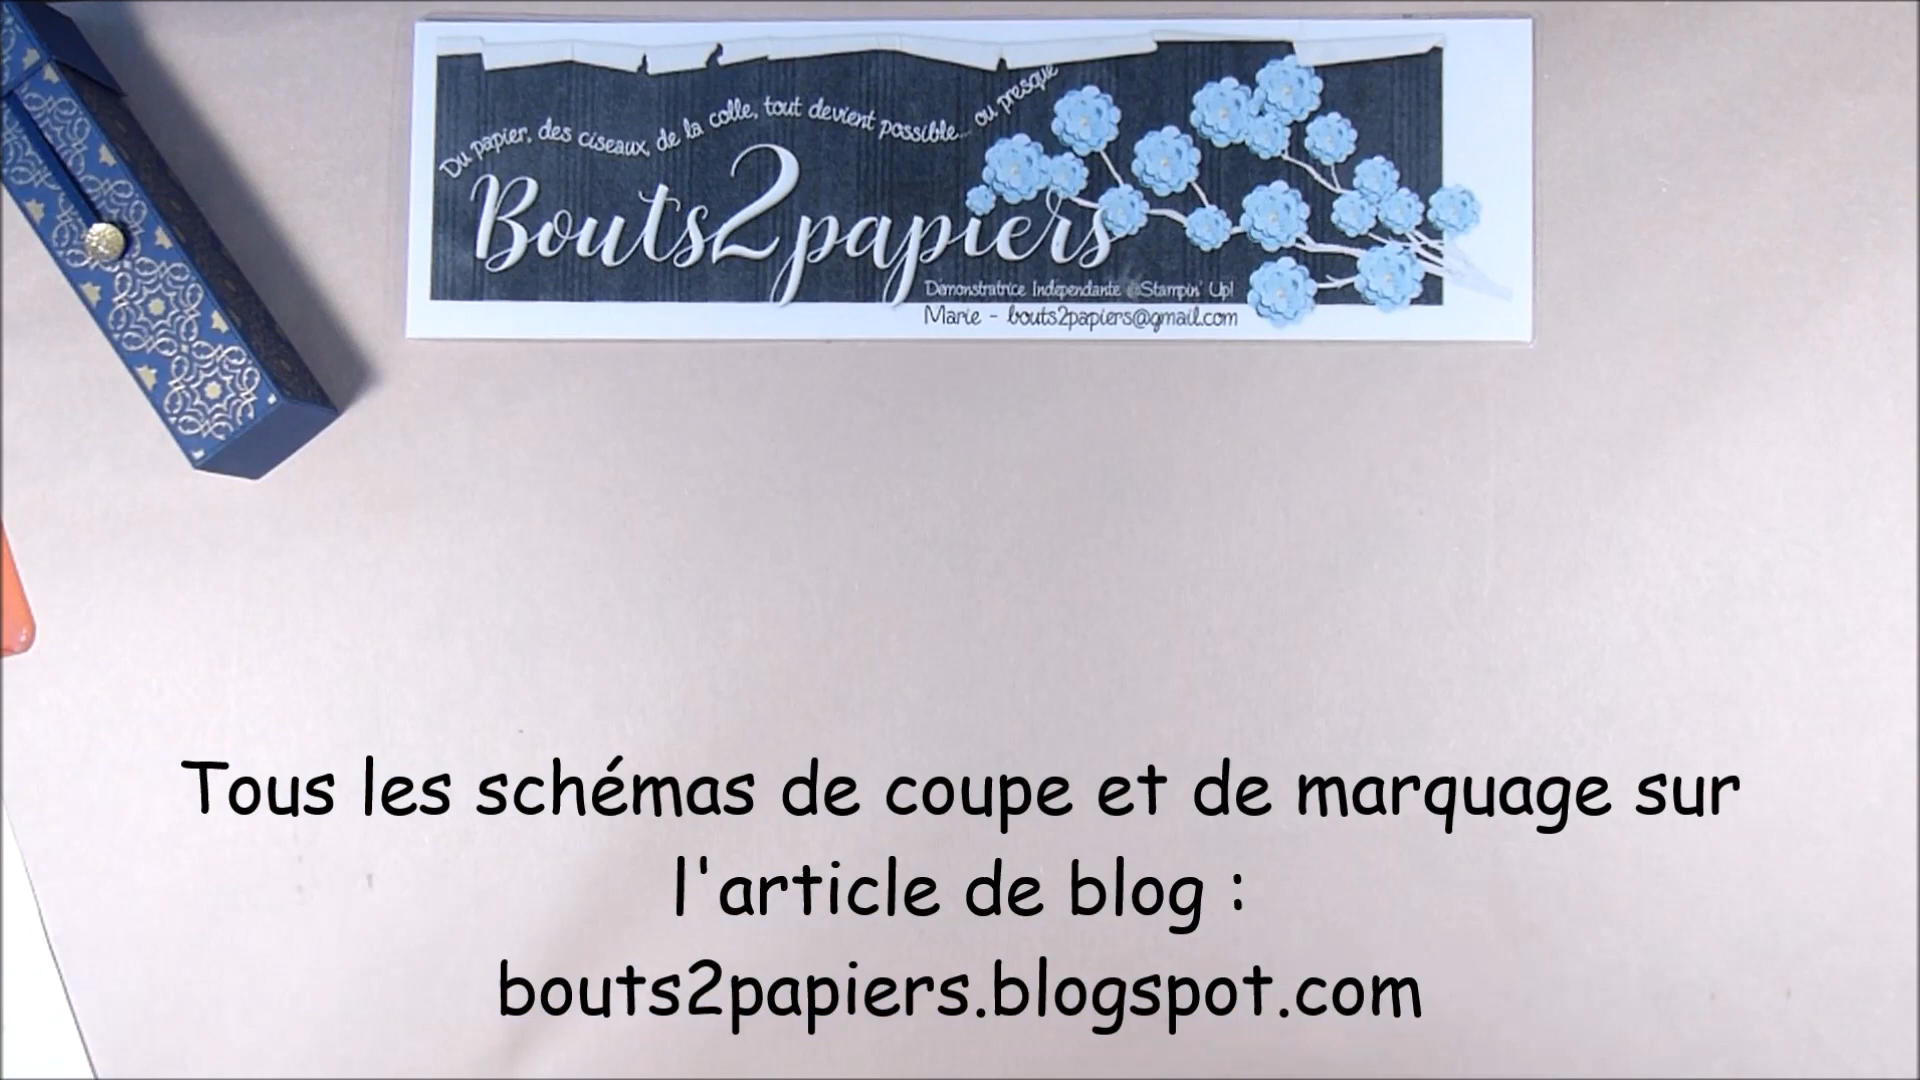 Du papier, des ciseaux, de la colle, tout devient possible... ou presque
Bouts2papiers
Démonstratrice Indépendante Stampin' Up!
Marie - bouts2papiers@gmail.com
Tous les schémas de coupe et de marquage sur
l'article de blog :
bouts2papiers.blogspot.com